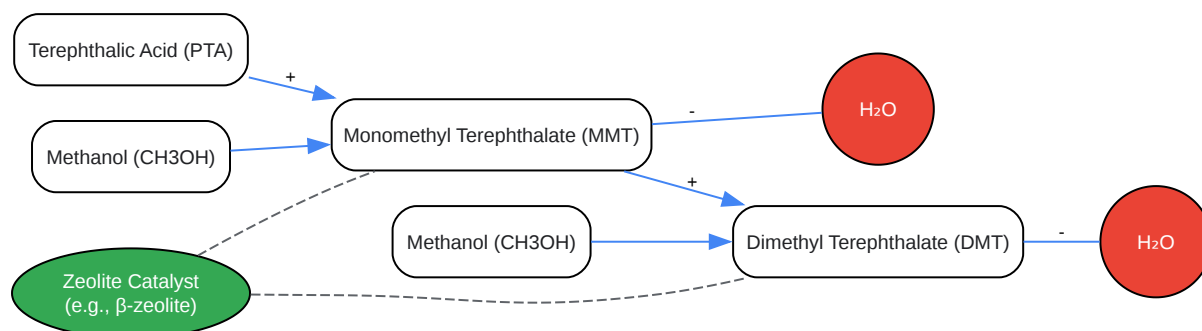 Terephthalic Acid (PTA)
+
Methanol (CH3OH)
Monomethyl Terephthalate (MMT)
-
H₂O
+
Methanol (CH3OH)
Dimethyl Terephthalate (DMT)
-
H₂O
Zeolite Catalyst
(e.g., β-zeolite)